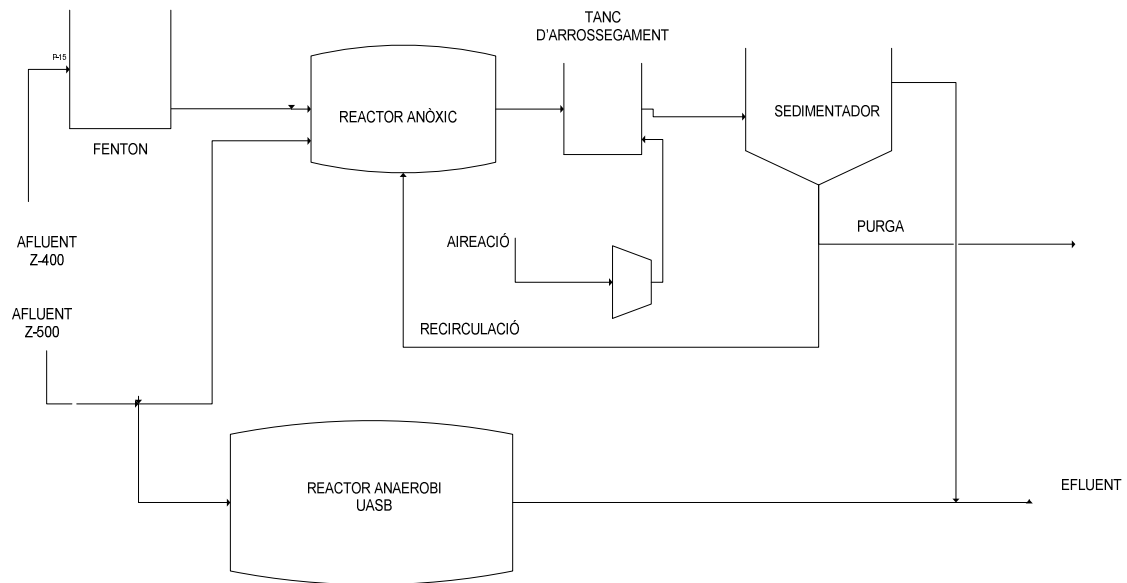 TANC
D'ARROSSEGAMENT
P-15
REACTOR ANÒXIC
SEDIMENTADOR
FENTON
PURGA
AFLUENT
Z-400
AIREACIÓ
AFLUENT
Z-500
RECIRCULACIÓ
REACTOR ANAEROBI
UASB
EFLUENT